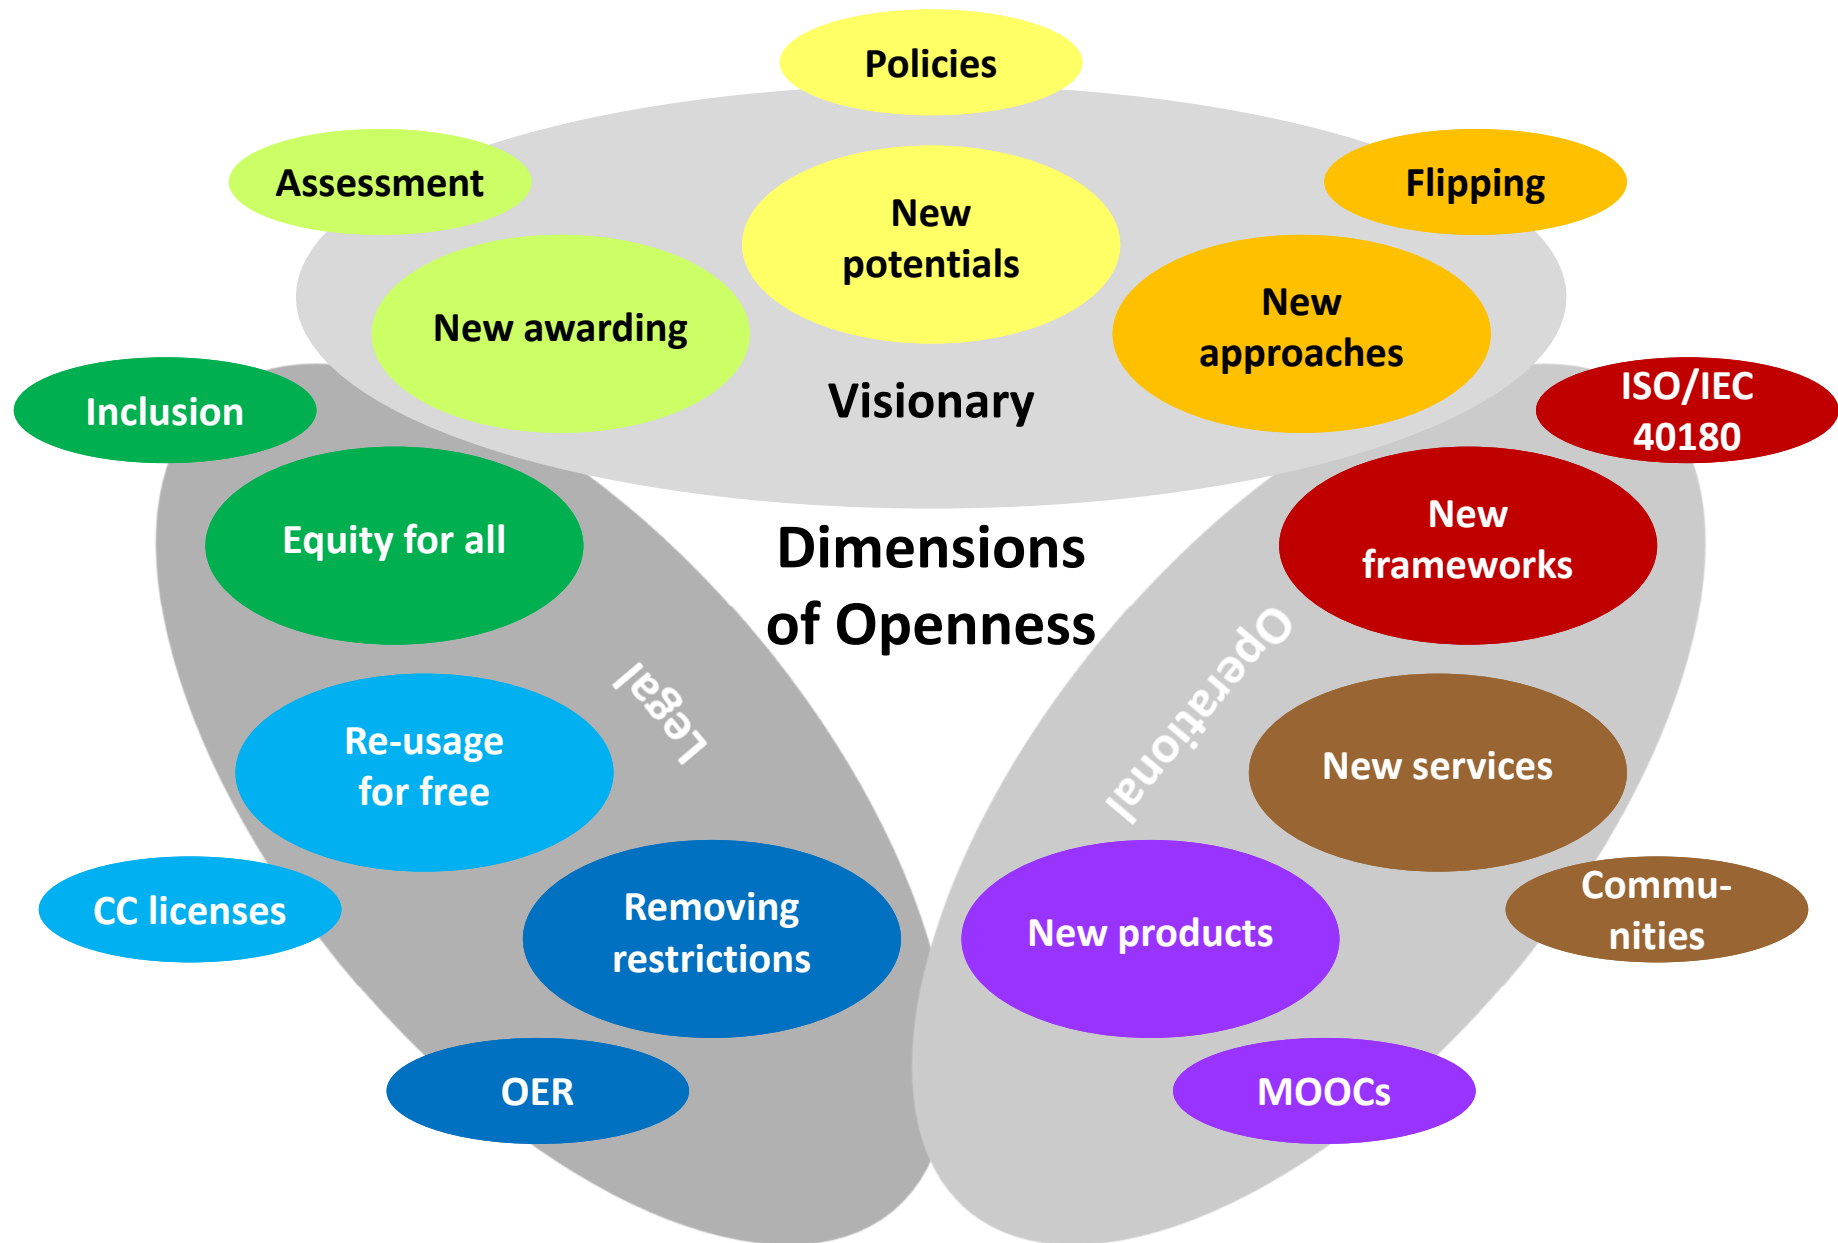 Policies
Assessment
Flipping
New
potentials
New awarding
New
approaches
Visionary
Inclusion
ISO/IEC
40180
Equity for all
New
frameworks
Dimensions
of Openness
Legal
Operational
Re-usage
for free
New services
CC licenses
Commu-
nities
Removing
restrictions
New products
OER
MOOCs